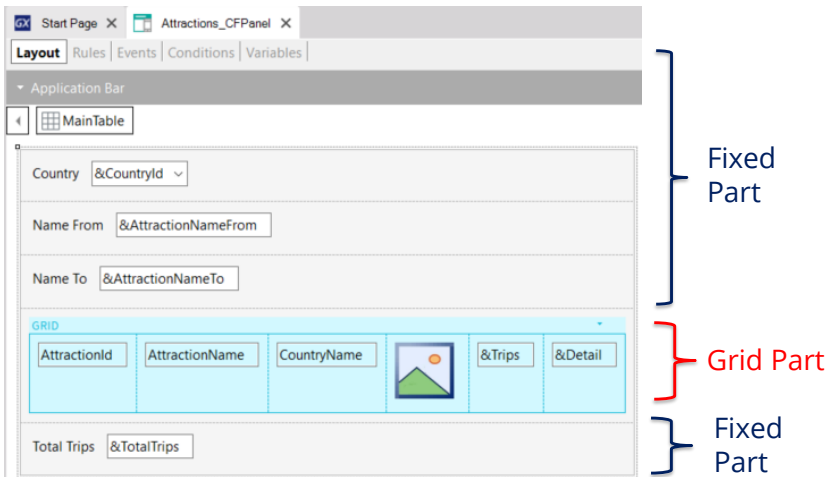 GX Start Page X Attractions_CFPanel X
Layout Rules Events Conditions Variables
Application Bar
MainTable
Country &CountryId
Fixed
Part
Name From &AttractionNameFrom
Name To &AttractionNameTo
GRID
AttractionId AttractionName CountryName &Trips &Detail
Grid Part
Total Trips &TotalTrips
Fixed
Part